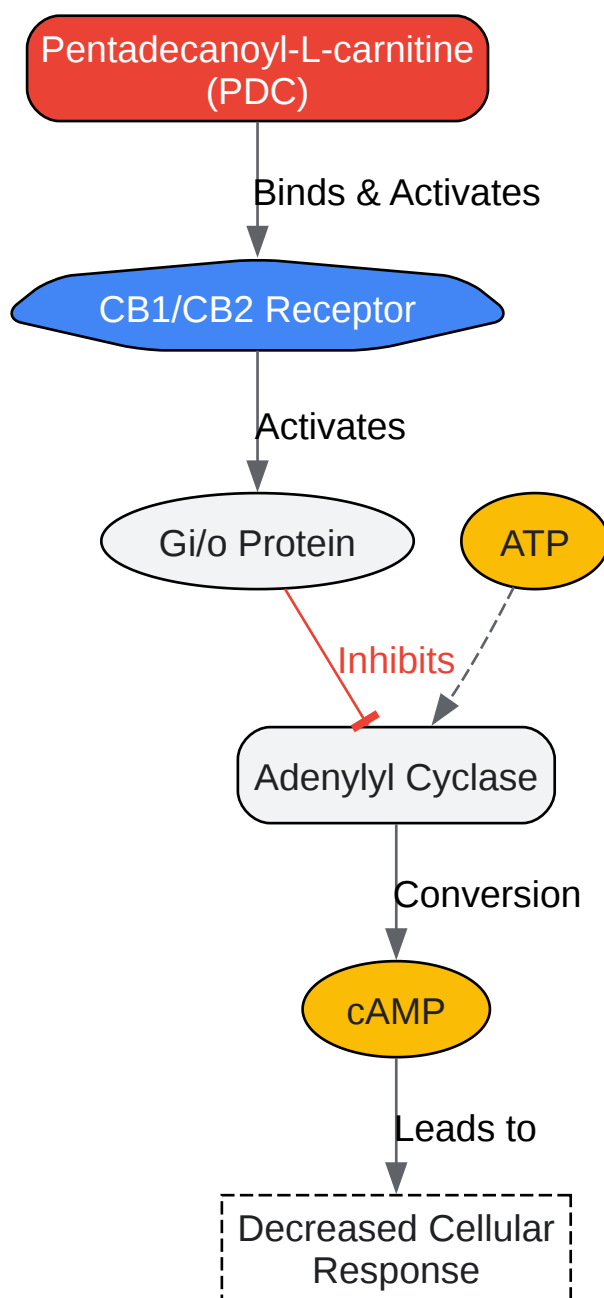 Pentadecanoyl-L-carnitine
(PDC)
Binds & Activates
CB1/CB2 Receptor
Activates
Gi/o Protein
ATP
Inhibits
Adenylyl Cyclase
Conversion
cAMP
Leads to
Decreased Cellular
Response